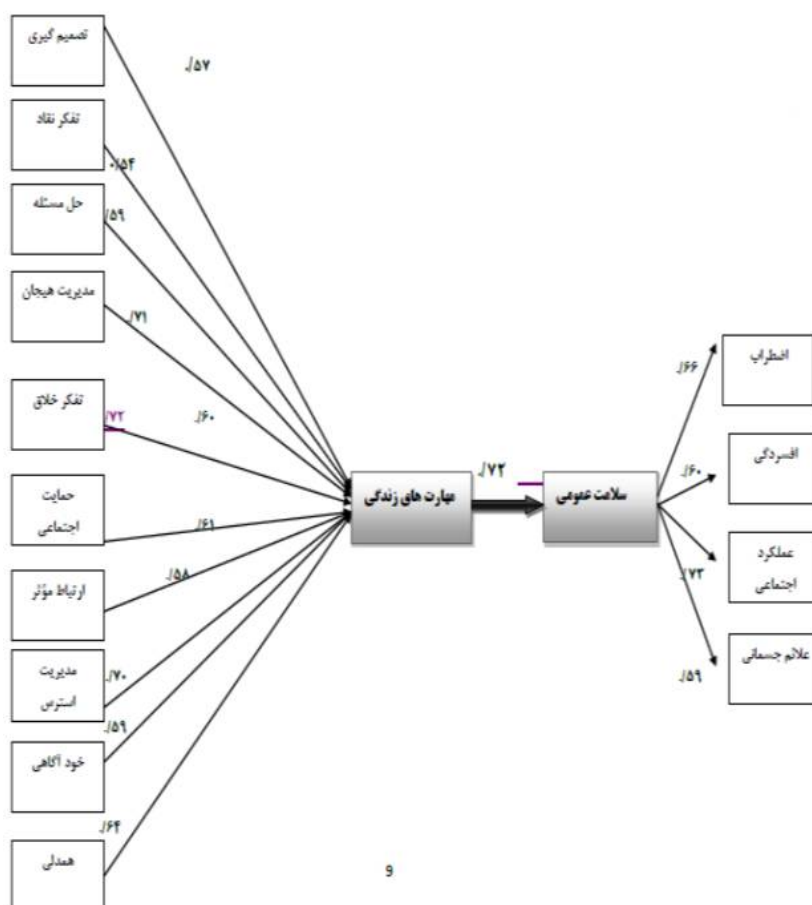 تصمیم گیری
./۵۷
تفکر نقاد
۰/۵۴
حل مسئله
/۵۹
مدیریت هیجان
./۷۱
تفکر خلاق
/۷۲
./۶۰
حمایت
اجتماعی
./۶۱
ارتباط مؤثر
./۵۸
مدیریت
استرس
./۷۰
خود آگاهی
./۵۹
همدلی
./۶۴
مهارت های زندگی
./۷۲
سلامت عمومی
./۶۶
اضطراب
./۶۰
افسردگی
./۷۳
عملکرد
اجتماعی
./۵۹
علائم جسمانی
9